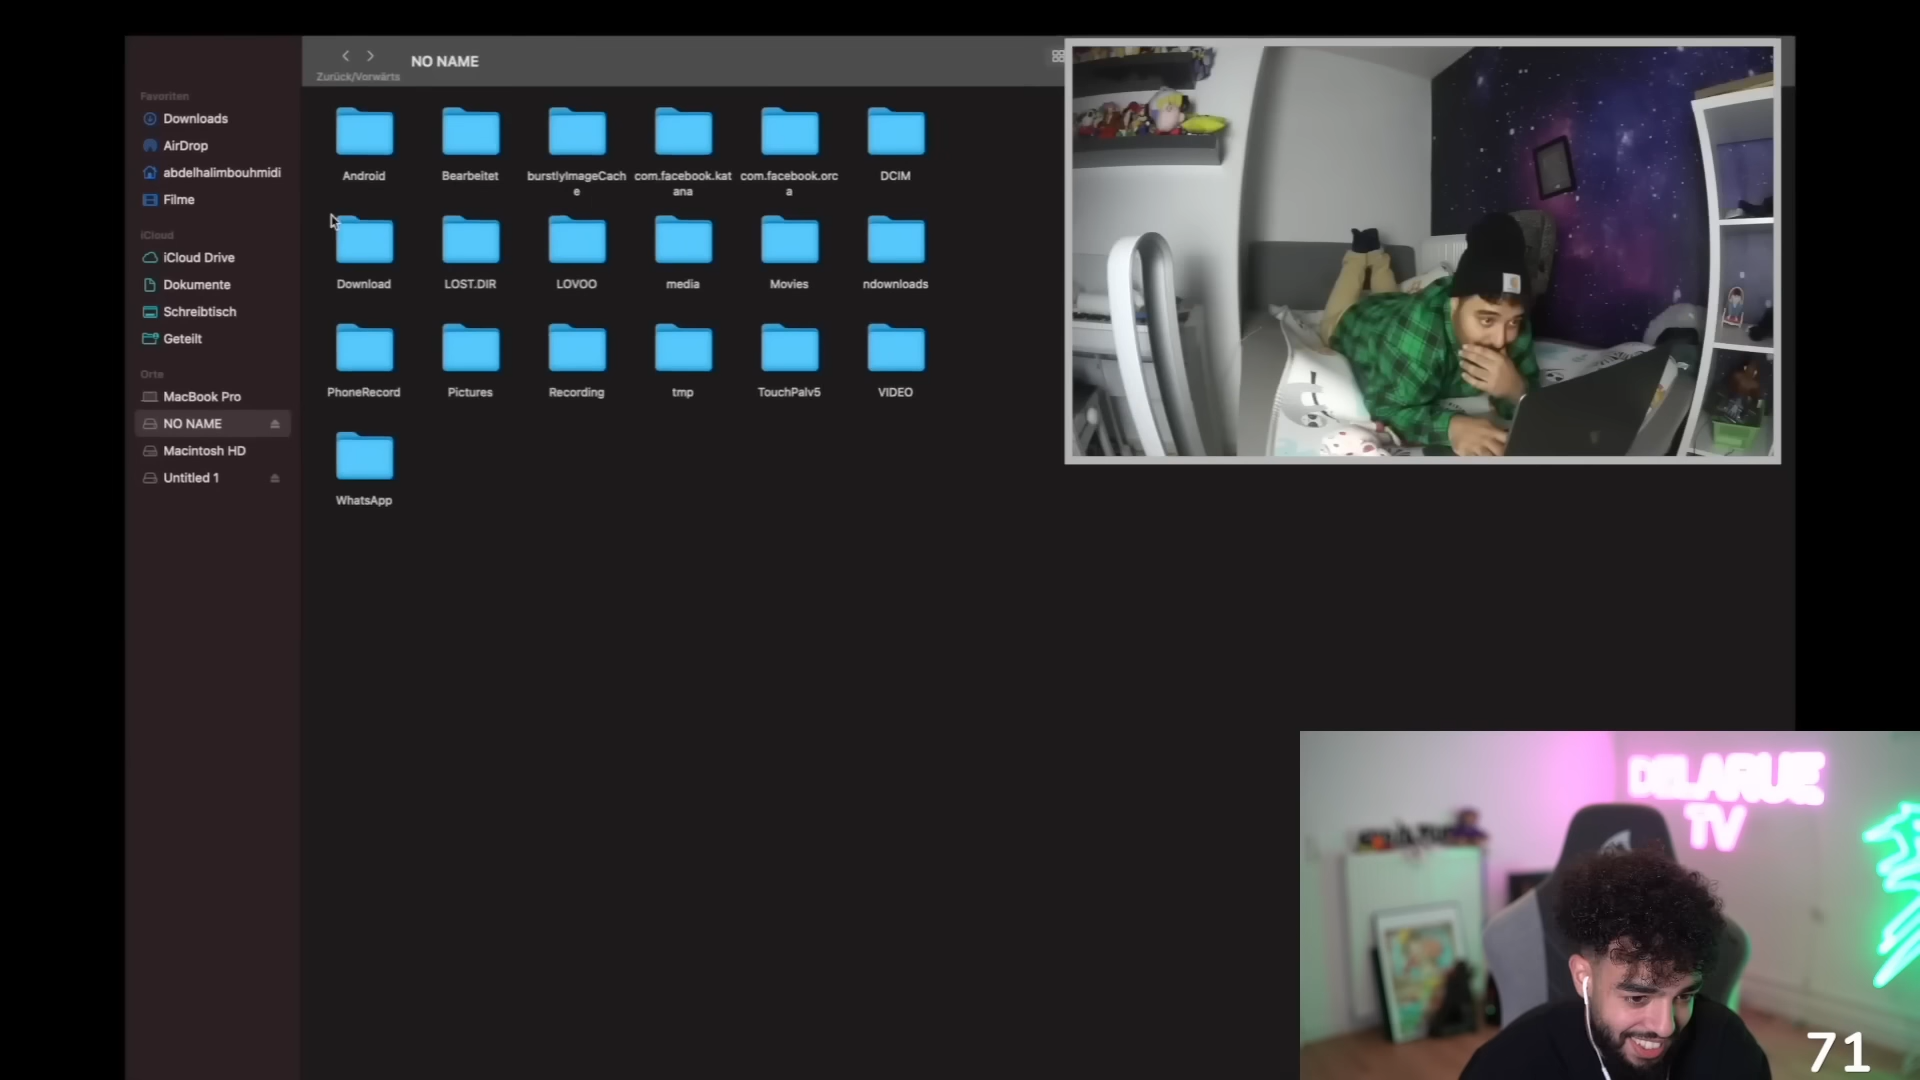 Zurück/Vorwärts
NO NAME
Favoriten
Downloads
AirDrop
abdelhalimbouhmidi
Filme
iCloud
iCloud Drive
Dokumente
Schreibtisch
Geteilt
Orte
MacBook Pro
NO NAME
Macintosh HD
Untitled 1
Android
Bearbeitet
burstlyImageCach
e
com.facebook.kat
ana
com.facebook.orc
a
DCIM
Download
LOST.DIR
LOVOO
media
Movies
ndownloads
PhoneRecord
Pictures
Recording
tmp
TouchPalv5
VIDEO
WhatsApp
DELARUE
TV
71